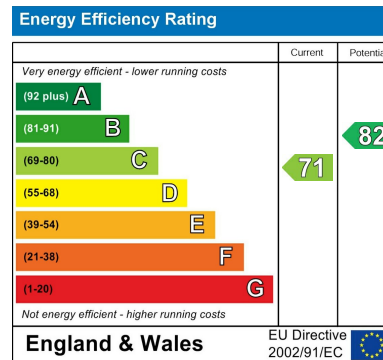 Energy Efficiency Rating
Current Potentia
Very energy efficient - lower running costs
(92 plus) A
(81-91) B
82
(69-80) C
71
(55-68) D
(39-54) E
(21-38) F
(1-20) G
Not energy efficient - higher running costs
England & Wales
EU Directive
2002/91/EC